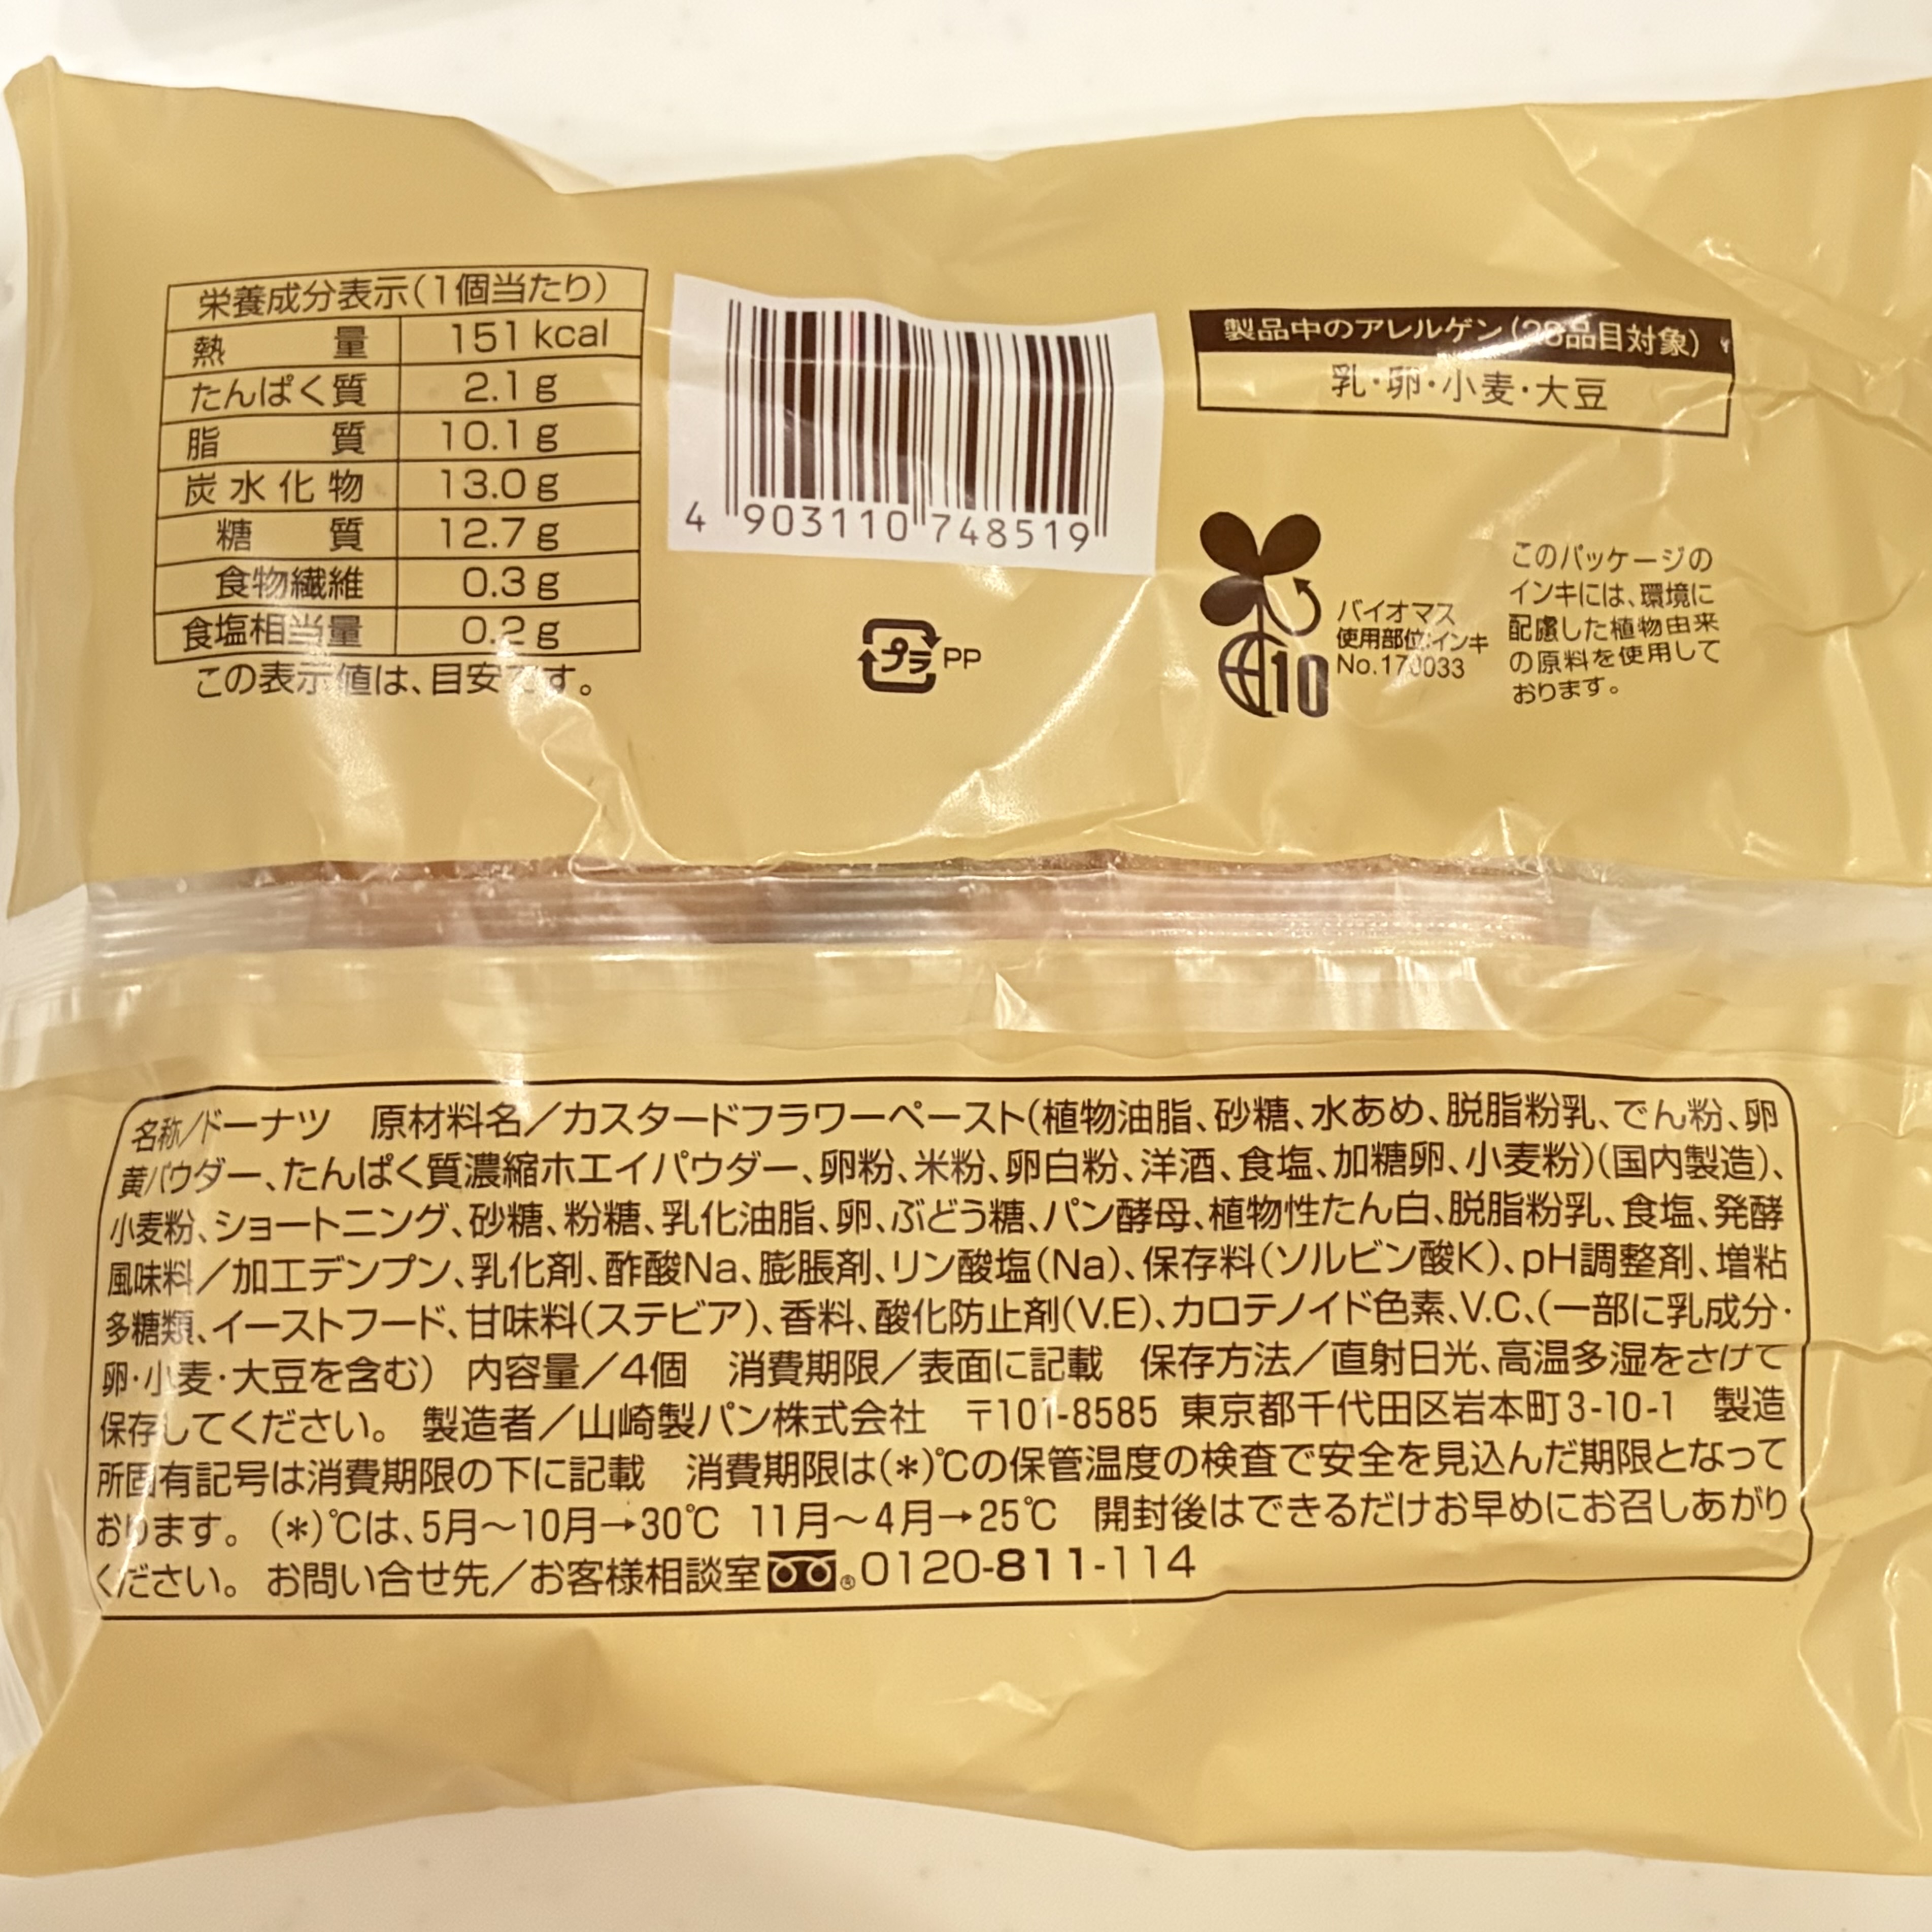 栄養成分表示(1個当たり)
熱量 151kcal
たんぱく質 2.1g
脂質 10.1g
炭水化物 13.0g
糖質 12.7g
食物繊維 0.3g
食塩相当量 0.2g
この表示値は、目安です。
4 903110 748519
プラ PP
製品中のアレルゲン(28品目対象)
乳・卵・小麦・大豆
10
バイオマス
使用部位:インキ
No.170033
このパッケージの
インキには、環境に
配慮した植物由来
の原料を使用して
おります。
名称/ドーナツ 原材料名/カスタードフラワーペースト(植物油脂、砂糖、水あめ、脱脂粉乳、でん粉、卵
黄パウダー、たんぱく質濃縮ホエイパウダー、卵粉、米粉、卵白粉、洋酒、食塩、加糖卵、小麦粉)(国内製造)、
小麦粉、ショートニング、砂糖、粉糖、乳化油脂、卵、ぶどう糖、パン酵母、植物性たん白、脱脂粉乳、食塩、発酵
風味料/加工デンプン、乳化剤、酢酸Na、膨脹剤、リン酸塩(Na)、保存料(ソルビン酸K)、pH調整剤、増粘
多糖類、イーストフード、甘味料(ステビア)、香料、酸化防止剤(V.E)、カロテノイド色素、V.C、(一部に乳成分・
卵・小麦・大豆を含む) 内容量/4個 消費期限/表面に記載 保存方法/直射日光、高温多湿をさけて
保存してください。 製造者/山崎製パン株式会社 〒101-8585 東京都千代田区岩本町3-10-1 製造
所固有記号は消費期限の下に記載 消費期限は(*)℃の保管温度の検査で安全を見込んだ期限となって
おります。(*)℃は、5月~10月→30℃ 11月~4月→25℃ 開封後はできるだけお早めにお召しあがり
ください。 お問い合せ先/お客様相談室 ®0120-811-114